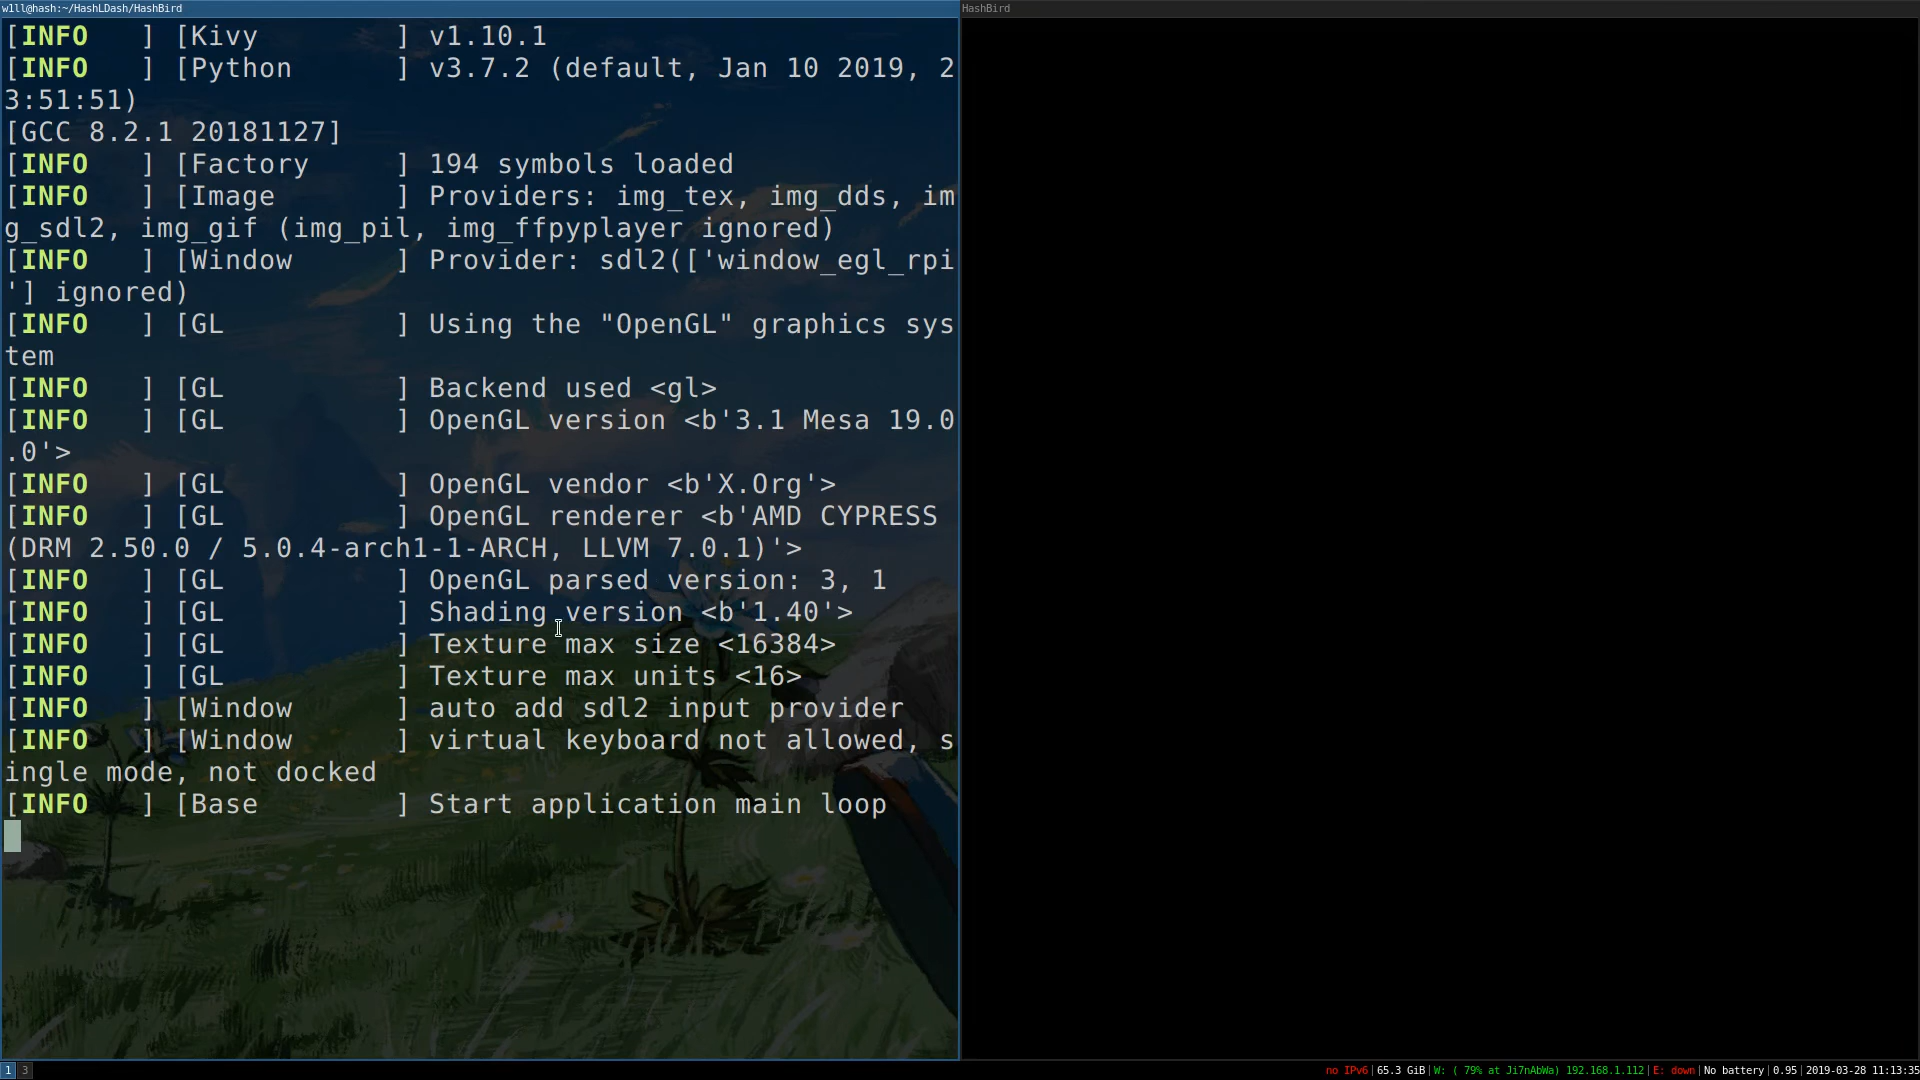 w1ll@hash:~/HashLDash/HashBird
HashBird
[INFO   ] [Kivy        ] v1.10.1
[INFO   ] [Python      ] v3.7.2 (default, Jan 10 2019, 2
3:51:51)
[GCC 8.2.1 20181127]
[INFO   ] [Factory     ] 194 symbols loaded
[INFO   ] [Image       ] Providers: img_tex, img_dds, im
g_sdl2, img_gif (img_pil, img_ffpyplayer ignored)
[INFO   ] [Window      ] Provider: sdl2(['window_egl_rpi
'] ignored)
[INFO   ] [GL          ] Using the "OpenGL" graphics sys
tem
[INFO   ] [GL          ] Backend used <gl>
[INFO   ] [GL          ] OpenGL version <b'3.1 Mesa 19.0
.0'>
[INFO   ] [GL          ] OpenGL vendor <b'X.Org'>
[INFO   ] [GL          ] OpenGL renderer <b'AMD CYPRESS
(DRM 2.50.0 / 5.0.4-arch1-1-ARCH, LLVM 7.0.1)'>
[INFO   ] [GL          ] OpenGL parsed version: 3, 1
[INFO   ] [GL          ] Shading version <b'1.40'>
[INFO   ] [GL          ] Texture max size <16384>
[INFO   ] [GL          ] Texture max units <16>
[INFO   ] [Window      ] auto add sdl2 input provider
[INFO   ] [Window      ] virtual keyboard not allowed, s
ingle mode, not docked
[INFO   ] [Base        ] Start application main loop
1 3
no IPv6|65.3 GiB|W: ( 79% at Ji7nAbWa) 192.168.1.112|E: down|No battery|0.95|2019-03-28 11:13:35